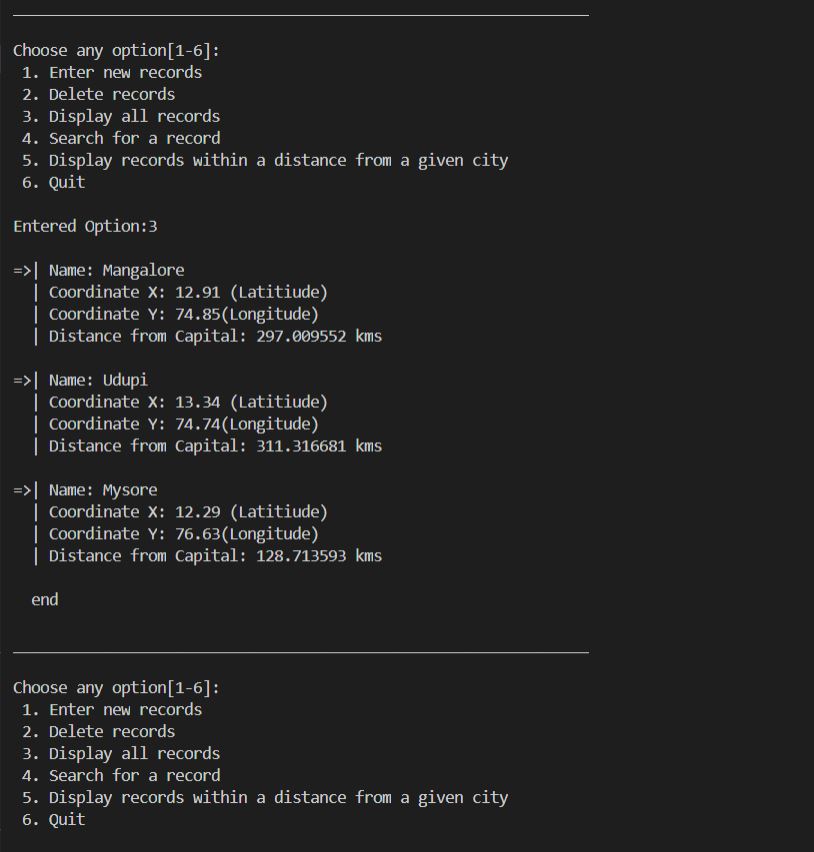 Choose any option[1-6]:
1. Enter new records
2. Delete records
3. Display all records
4. Search for a record
5. Display records within a distance from a given city
6. Quit
Entered Option:3
=>| Name: Mangalore
| Coordinate X: 12.91 (Latitiude)
| Coordinate Y: 74.85(Longitude)
| Distance from Capital: 297.009552 kms
=>| Name: Udupi
| Coordinate X: 13.34 (Latitiude)
| Coordinate Y: 74.74(Longitude)
| Distance from Capital: 311.316681 kms
=>| Name: Mysore
| Coordinate X: 12.29 (Latitiude)
| Coordinate Y: 76.63(Longitude)
| Distance from Capital: 128.713593 kms
end
Choose any option[1-6]:
1. Enter new records
2. Delete records
3. Display all records
4. Search for a record
5. Display records within a distance from a given city
6. Quit